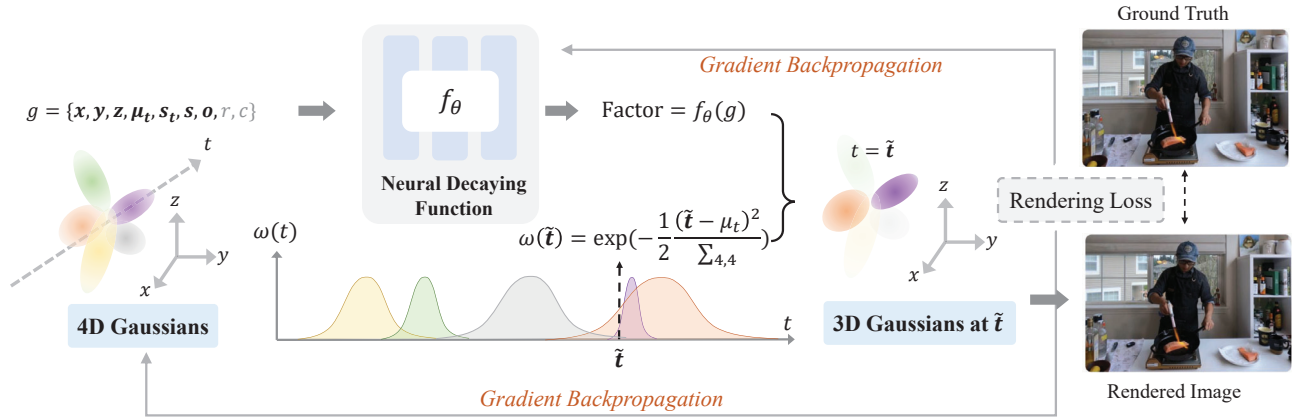 Ground Truth
Gradient Backpropagation
g = {x, y, z, μ_t, s_t, s, o, r, c}
f_θ
Factor = f_θ(g)
Neural Decaying
Function
t
z
y
x
4D Gaussians
ω(t)
ω(t̃) = exp(−1/2 (t̃ − μ_t)²/∑_{4,4})
t̃
t
t = t̃
z
y
x
3D Gaussians at t̃
Rendering Loss
Rendered Image
Gradient Backpropagation